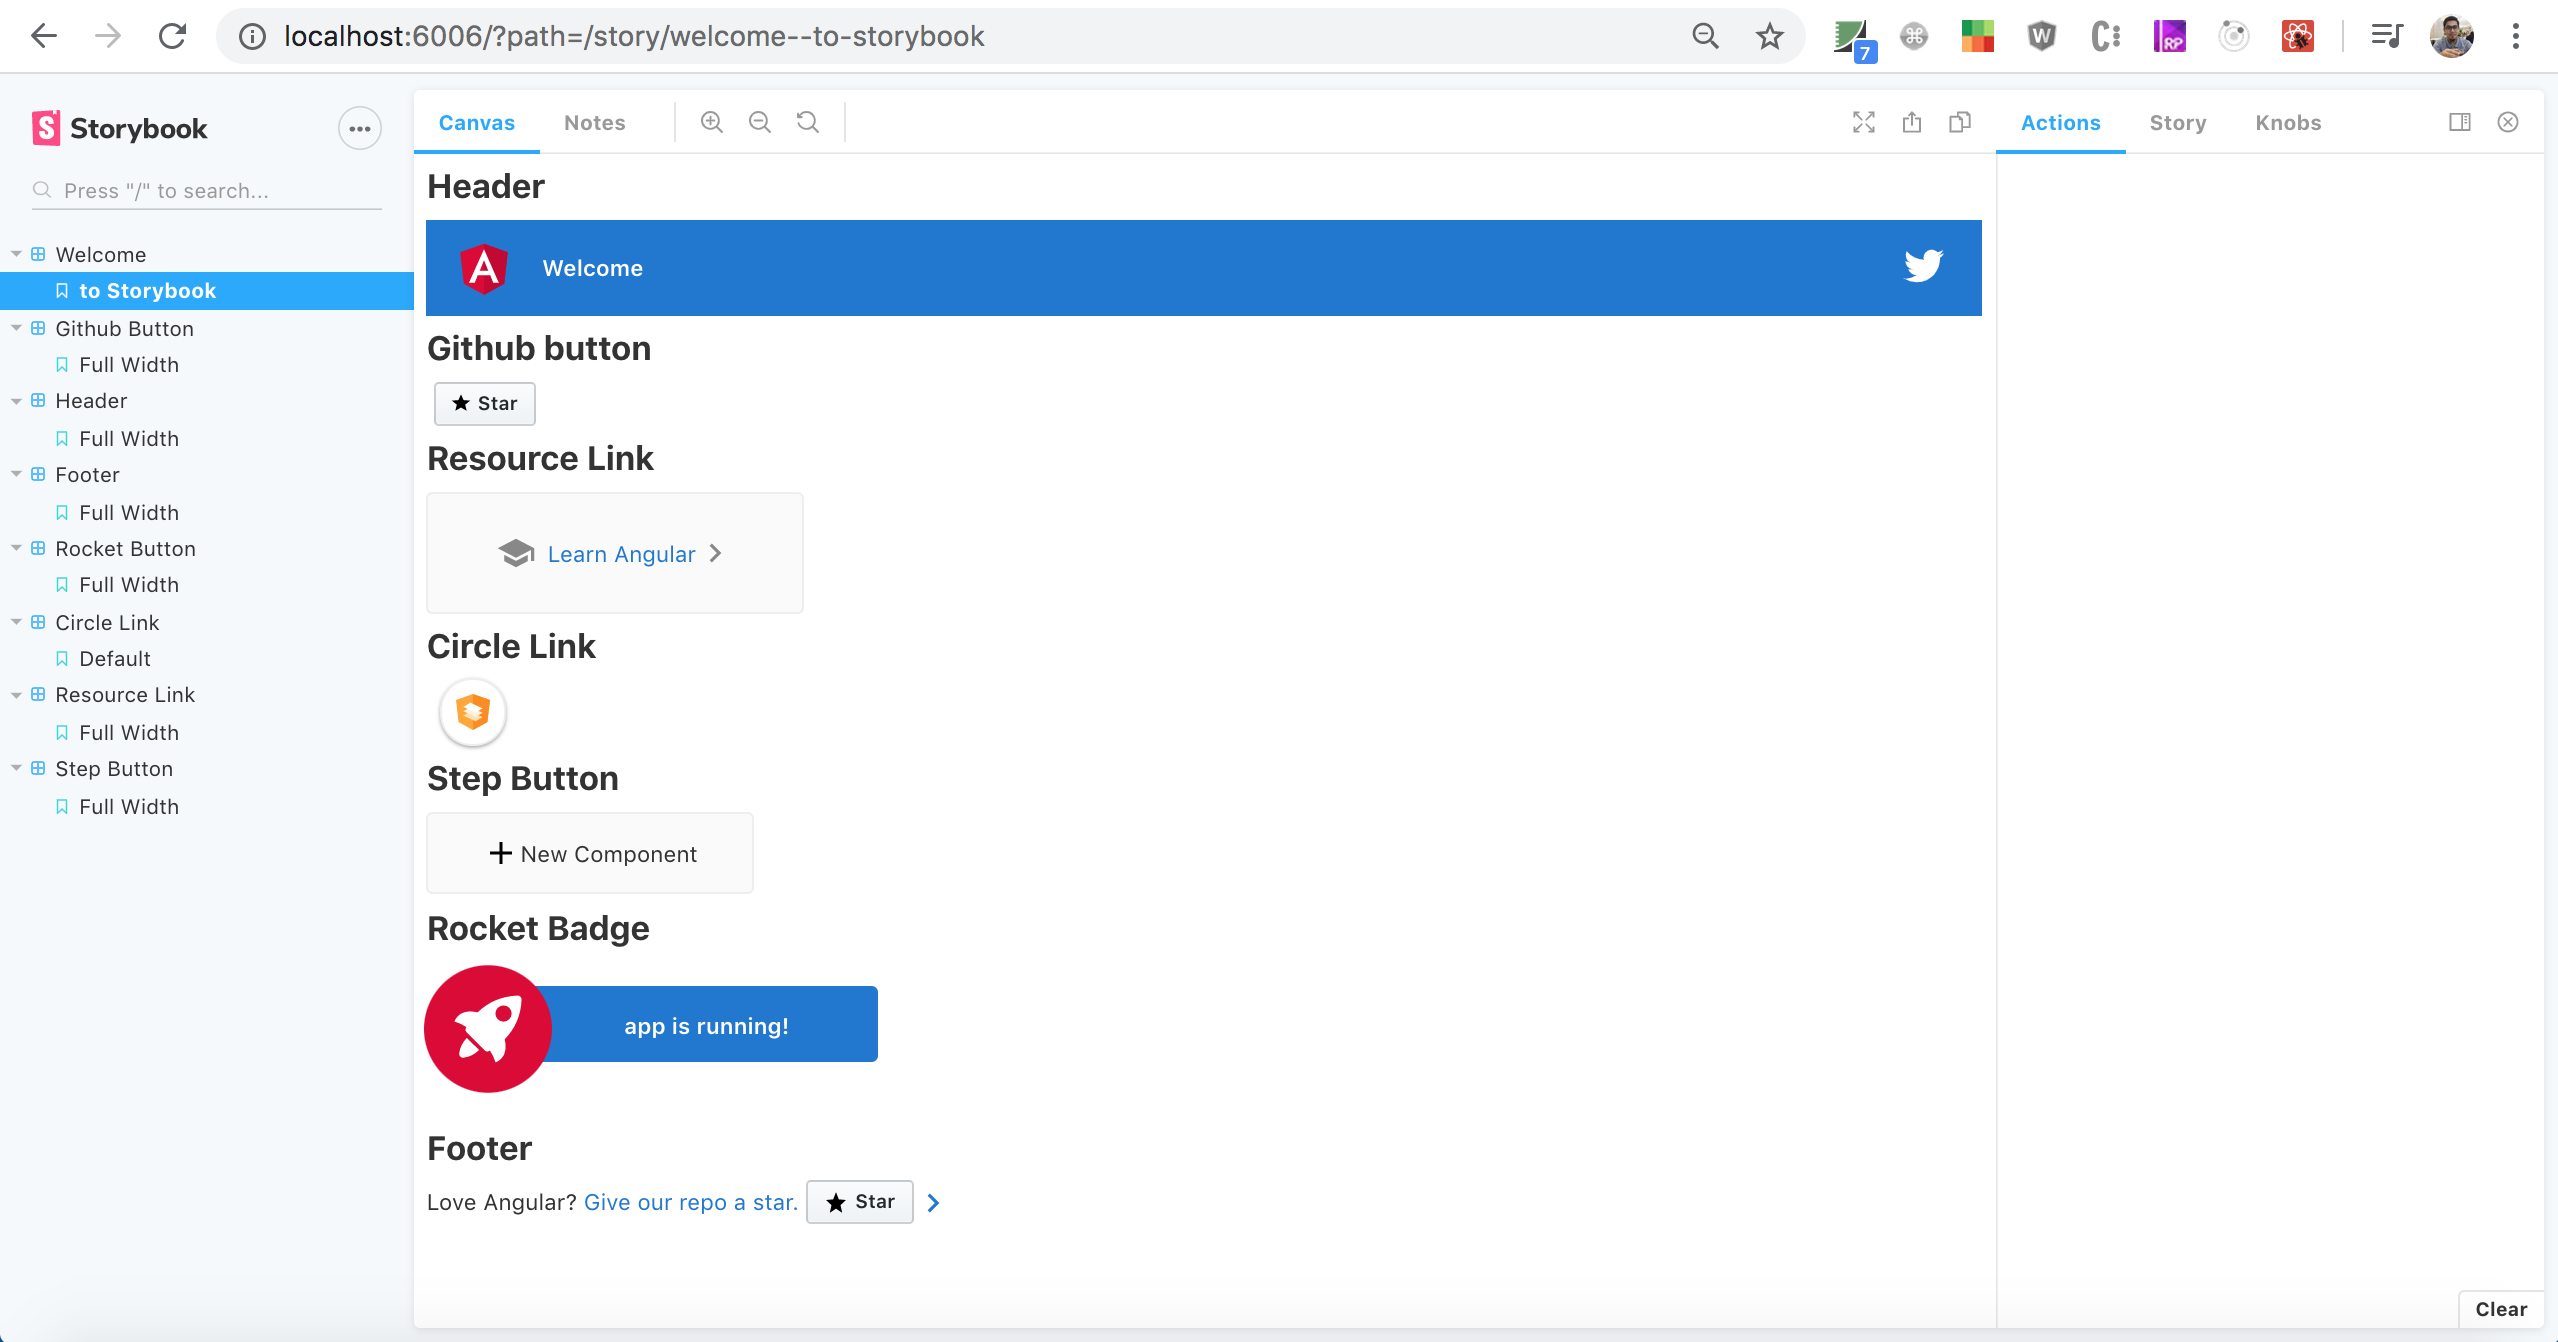 localhost:6006/?path=/story/welcome--to-storybook
7
W
C
RP
S Storybook
Press "/" to search...
Welcome
to Storybook
Github Button
Full Width
Header
Full Width
Footer
Full Width
Rocket Button
Full Width
Circle Link
Default
Resource Link
Full Width
Step Button
Full Width
Canvas
Notes
Header
A Welcome
Github button
Star
Resource Link
Learn Angular
Circle Link
Step Button
New Component
Rocket Badge
app is running!
Footer
Love Angular? Give our repo a star. Star
Actions
Story
Knobs
Clear